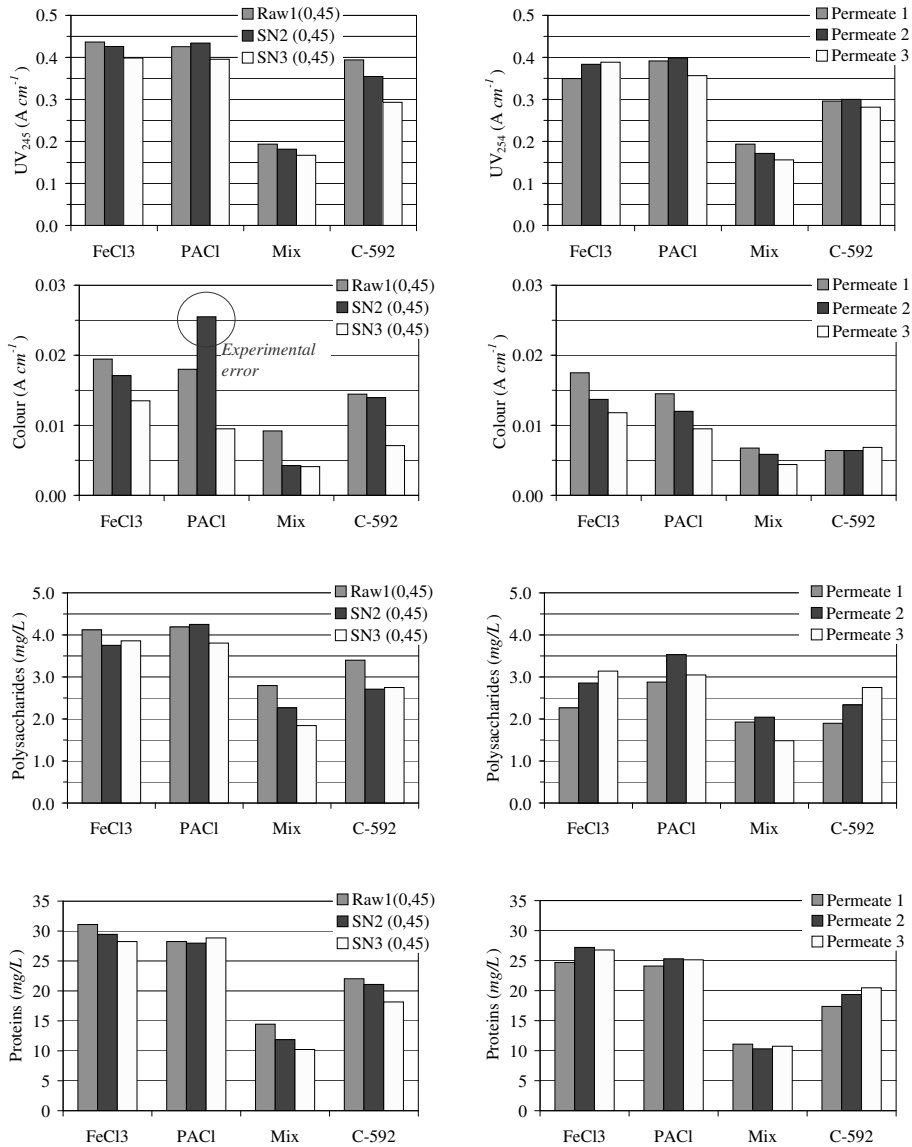 UV245 (A cm-1)
0.5
0.4
0.3
0.2
0.1
0.0
Raw1(0,45)
SN2 (0,45)
SN3 (0,45)
FeCl3 PACl Mix C-592
UV254 (A cm-1)
0.5
0.4
0.3
0.2
0.1
0.0
Permeate 1
Permeate 2
Permeate 3
FeCl3 PACl Mix C-592
Colour (A cm-1)
0.03
0.02
0.01
0.00
Raw1(0,45)
SN2 (0,45)
SN3 (0,45)
Experimental
error
FeCl3 PACl Mix C-592
Colour (A cm-1)
0.03
0.02
0.01
0.00
Permeate 1
Permeate 2
Permeate 3
FeCl3 PACl Mix C-592
Polysaccharides (mg/L)
5.0
4.0
3.0
2.0
1.0
0.0
Raw1(0,45)
SN2 (0,45)
SN3 (0,45)
FeCl3 PACl Mix C-592
Polysaccharides (mg/L)
5.0
4.0
3.0
2.0
1.0
0.0
Permeate 1
Permeate 2
Permeate 3
FeCl3 PACl Mix C-592
Proteins (mg/L)
35
30
25
20
15
10
5
0
Raw1(0,45)
SN2 (0,45)
SN3 (0,45)
FeCl3 PACl Mix C-592
Proteins (mg/L)
35
30
25
20
15
10
5
0
Permeate 1
Permeate 2
Permeate 3
FeCl3 PACl Mix C-592